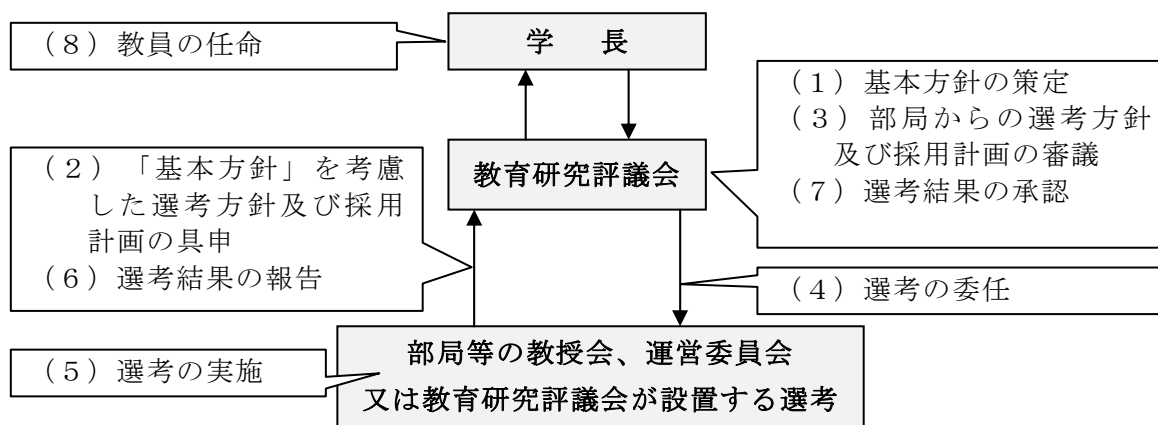 (8)教員の任命
学 長
(1)基本方針の策定
(3)部局からの選考方針
及び採用計画の審議
(7)選考結果の承認
教育研究評議会
(2)「基本方針」を考慮
した選考方針及び採用
計画の具申
(6)選考結果の報告
(4)選考の委任
(5)選考の実施
部局等の教授会、運営委員会
又は教育研究評議会が設置する選考